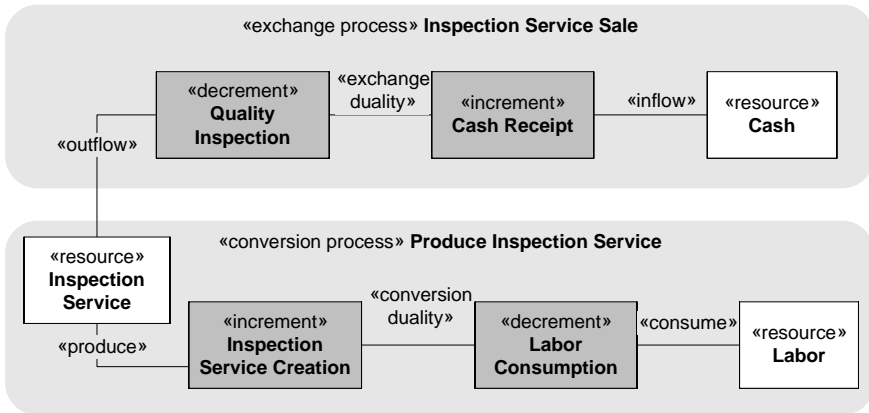 «exchange process» Inspection Service Sale
«decrement»
Quality
Inspection
«exchange
duality»
«increment»
Cash Receipt
«inflow»
«resource»
Cash
«outflow»
«conversion process» Produce Inspection Service
«resource»
Inspection
Service
«produce»
«increment»
Inspection
Service Creation
«conversion
duality»
«decrement»
Labor
Consumption
«consume»
«resource»
Labor